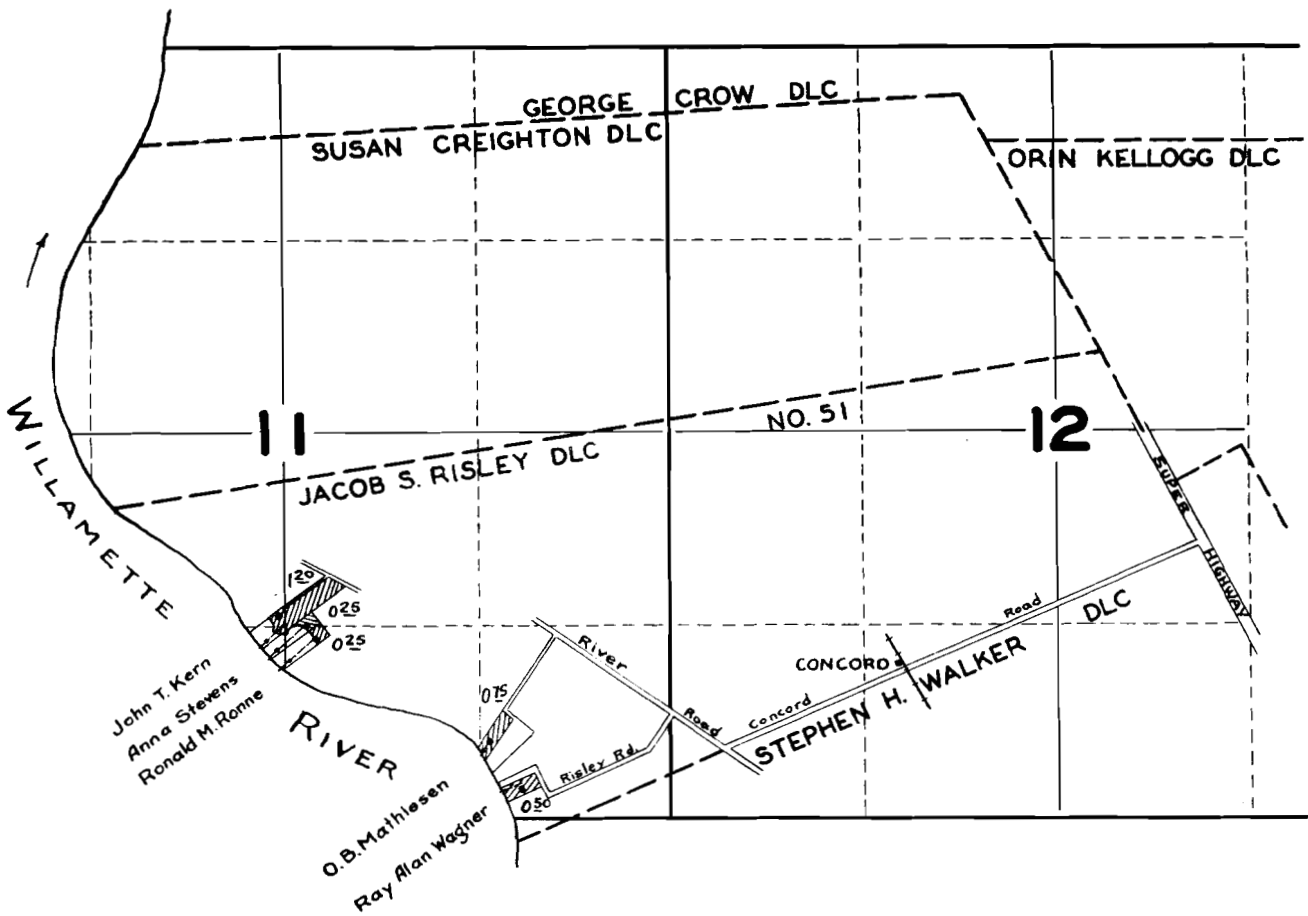 GEORGE CROW DLC
SUSAN CREIGHTON DLC
ORIN KELLOGG DLC
11
12
NO. 51
JACOB S. RISLEY DLC
WILLAMETTE
RIVER
SUPER
HIGHWAY
1 20
0 25
0 25
John T. Kern
Anna Stevens
Ronald M. Ronne
River
Road
Concord
Road
CONCORD
STEPHEN H. WALKER DLC
0 75
Risley Rd.
0 50
O.B. Mathiesen
Ray Alan Wagner